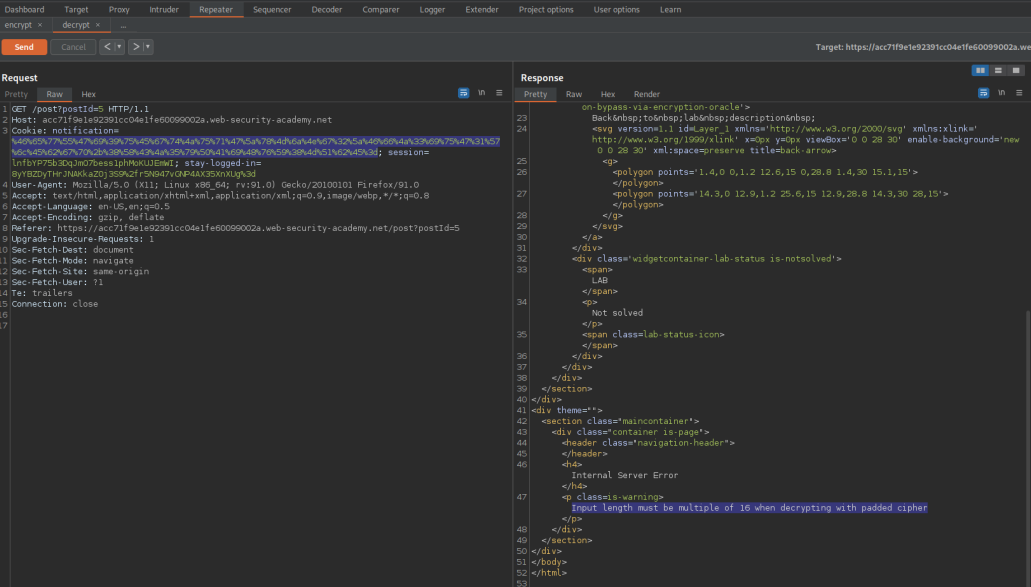 Dashboard Target Proxy Intruder Repeater Sequencer Decoder Comparer Logger Extender Project options User options Learn
encrypt × decrypt × ...
Send Cancel < ▾ > ▾ Target: https://acc71f9e1e92391cc04e1fe60099002a.we
Request
Pretty Raw Hex \n ≡
1 GET /post?postId=5 HTTP/1.1
2 Host: acc71f9e1e92391cc04e1fe60099002a.web-security-academy.net
3 Cookie: notification=
%46%65%77%55%47%69%39%75%45%67%74%4a%75%71%47%5a%78%4d%6a%4e%67%32%5a%46%66%4a%33%69%75%47%31%57
%6c%45%62%67%70%2b%38%58%43%4a%35%79%50%41%69%48%76%59%38%4d%51%62%45%3d; session=
lnfbYP75b3DqJmO7bess1phMoKUJEmWI; stay-logged-in=
8yYBZDyTHrJNAKkaZ0j3S9%2fr5N947vGNP4AX35XnXUg%3d
4 User-Agent: Mozilla/5.0 (X11; Linux x86_64; rv:91.0) Gecko/20100101 Firefox/91.0
5 Accept: text/html,application/xhtml+xml,application/xml;q=0.9,image/webp,*/*;q=0.8
6 Accept-Language: en-US,en;q=0.5
7 Accept-Encoding: gzip, deflate
8 Referer: https://acc71f9e1e92391cc04e1fe60099002a.web-security-academy.net/post?postId=5
9 Upgrade-Insecure-Requests: 1
10 Sec-Fetch-Dest: document
11 Sec-Fetch-Mode: navigate
12 Sec-Fetch-Site: same-origin
13 Sec-Fetch-User: ?1
14 Te: trailers
15 Connection: close
16
17
Response
Pretty Raw Hex Render \n ≡
on-bypass-via-encryption-oracle'>
23 Back&nbsp;to&nbsp;lab&nbsp;description&nbsp;
24 <svg version=1.1 id=Layer_1 xmlns='http://www.w3.org/2000/svg' xmlns:xlink='
http://www.w3.org/1999/xlink' x=0px y=0px viewBox='0 0 28 30' enable-background='new
0 0 28 30' xml:space=preserve title=back-arrow>
25 <g>
26 <polygon points='1.4,0 0,1.2 12.6,15 0,28.8 1.4,30 15.1,15'>
</polygon>
27 <polygon points='14.3,0 12.9,1.2 25.6,15 12.9,28.8 14.3,30 28,15'>
</polygon>
28 </g>
29 </svg>
30 </a>
31 </div>
32 <div class='widgetcontainer-lab-status is-notsolved'>
33 <span>
LAB
</span>
34 <p>
Not solved
</p>
35 <span class=lab-status-icon>
</span>
36 </div>
37 </div>
38 </div>
39 </section>
40 </div>
41 <div theme="">
42 <section class="maincontainer">
43 <div class="container is-page">
44 <header class="navigation-header">
45 </header>
46 <h4>
Internal Server Error
</h4>
47 <p class=is-warning>
Input length must be multiple of 16 when decrypting with padded cipher
</p>
48 </div>
49 </section>
50 </div>
51 </body>
52 </html>
53